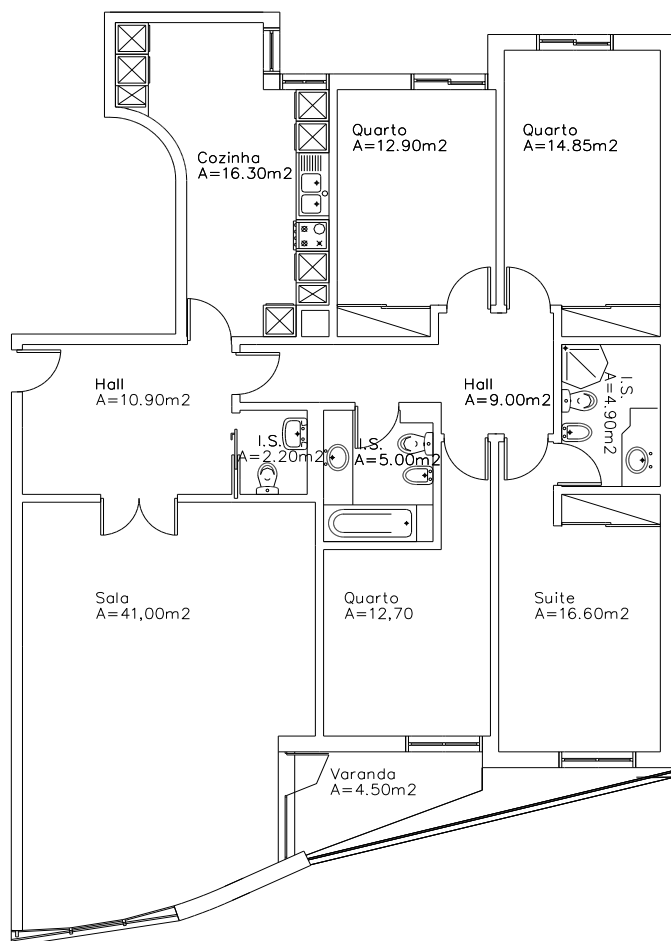 Quarto
A=12.90m2
Quarto
A=14.85m2
Cozinha
A=16.30m2
Hall
A=10.90m2
Hall
A=9.00m2
I.S.
A=4.90m2
I.S.
A=2.20m2
I.S.
A=5.00m2
Sala
A=41,00m2
Quarto
A=12,70
Suite
A=16.60m2
Varanda
A=4.50m2